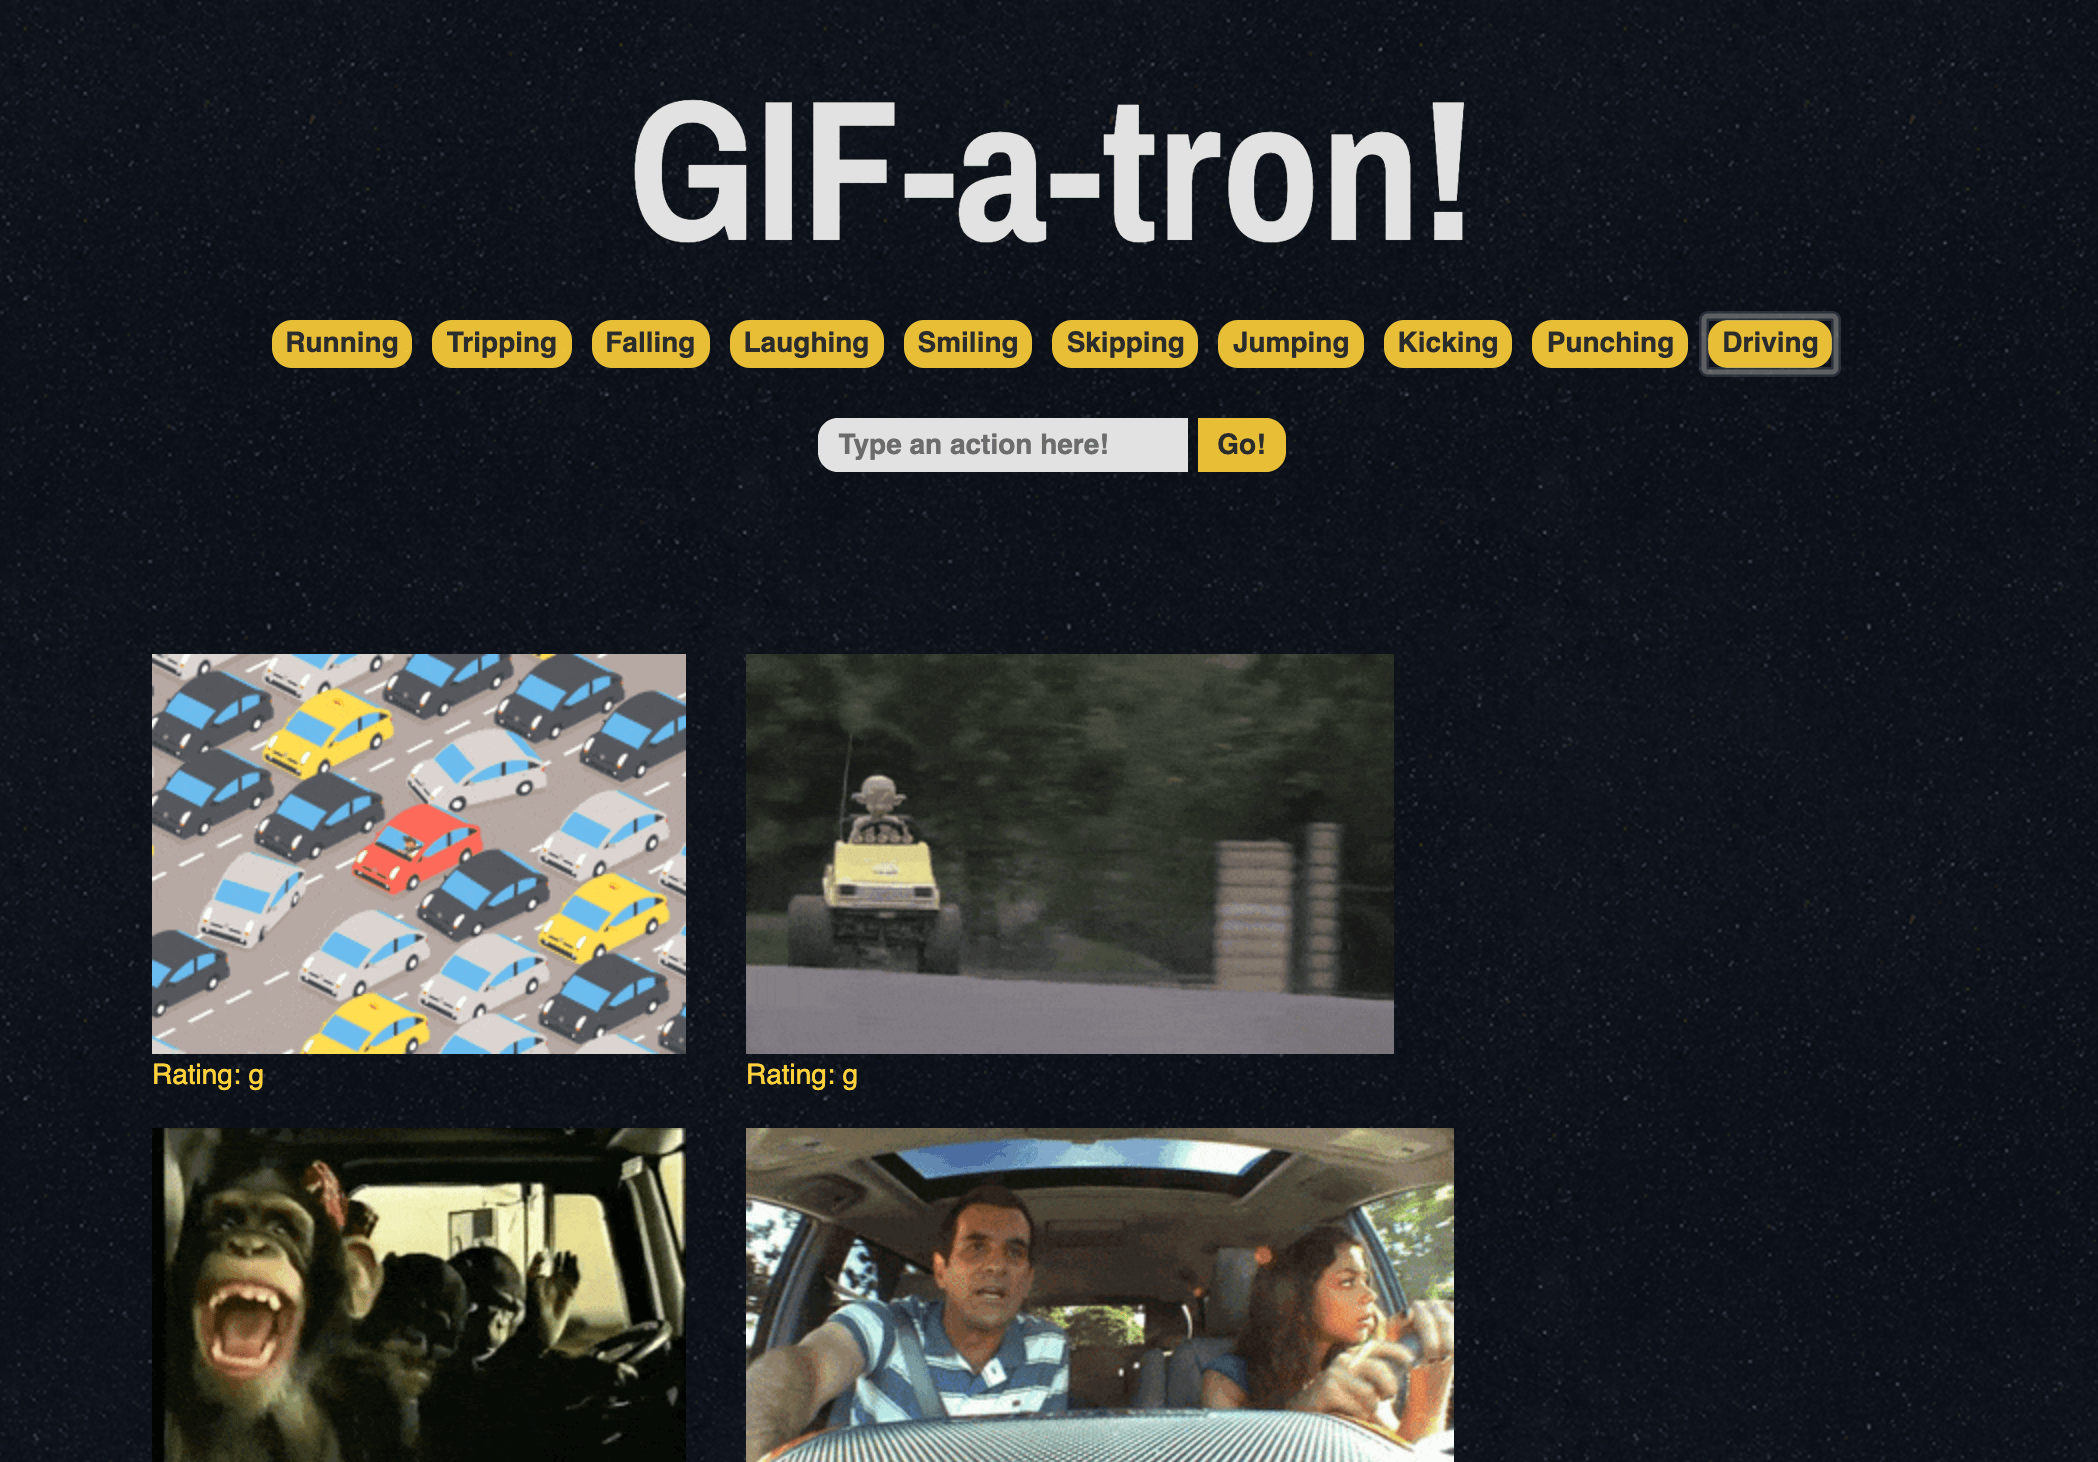 GIF-a-tron!
Running Tripping Falling Laughing Smiling Skipping Jumping Kicking Punching Driving
Type an action here! Go!
Rating: g Rating: g